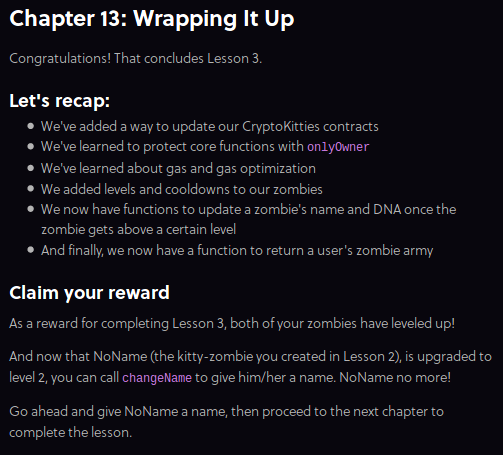 Chapter 13: Wrapping It Up
Congratulations! That concludes Lesson 3.
Let's recap:
We've added a way to update our CryptoKitties contracts
We've learned to protect core functions with onlyOwner
We've learned about gas and gas optimization
We added levels and cooldowns to our zombies
We now have functions to update a zombie's name and DNA once the
zombie gets above a certain level
And finally, we now have a function to return a user's zombie army
Claim your reward
As a reward for completing Lesson 3, both of your zombies have leveled up!
And now that NoName (the kitty-zombie you created in Lesson 2), is upgraded to
level 2, you can call changeName to give him/her a name. NoName no more!
Go ahead and give NoName a name, then proceed to the next chapter to
complete the lesson.